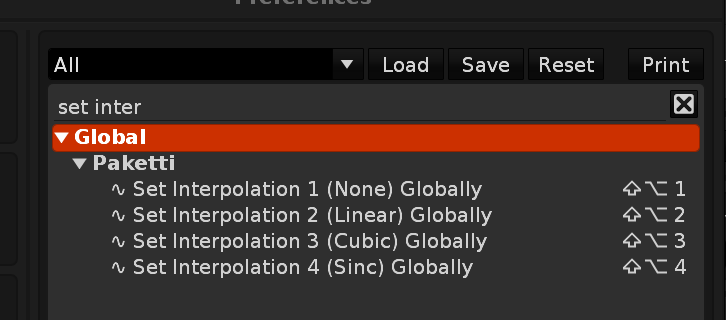 Preferences
All Load Save Reset Print
set inter
Global
Paketti
∿ Set Interpolation 1 (None) Globally ⇧⌥ 1
∿ Set Interpolation 2 (Linear) Globally ⇧⌥ 2
∿ Set Interpolation 3 (Cubic) Globally ⇧⌥ 3
∿ Set Interpolation 4 (Sinc) Globally ⇧⌥ 4